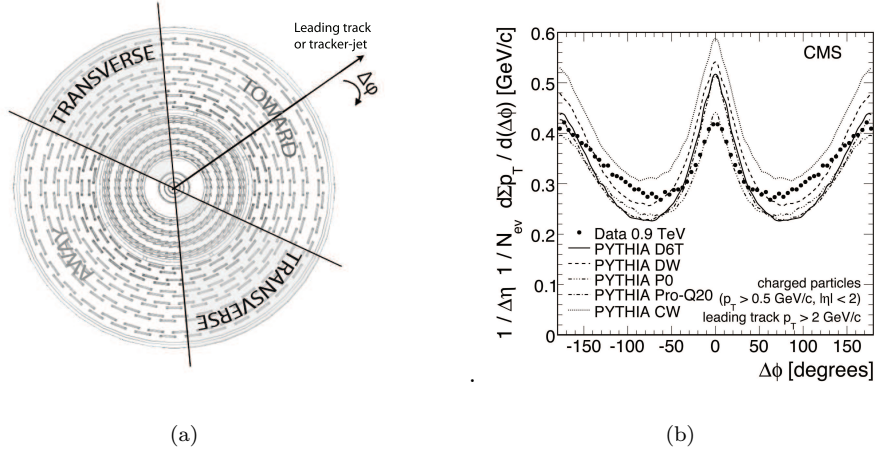 Leading track
or tracker-jet
Δφ
TRANSVERSE
TOWARD
AWAY
TRANSVERSE
(a)
CMS
1 / Δη 1 / N_ev dΣp_T / d(Δϕ) [GeV/c]
0.6
0.5
0.4
0.3
0.2
0.1
0
Data 0.9 TeV
PYTHIA D6T
PYTHIA DW
PYTHIA P0
PYTHIA Pro-Q20
PYTHIA CW
charged particles
(p_T > 0.5 GeV/c, |η| < 2)
leading track p_T > 2 GeV/c
-150 -100 -50 0 50 100 150
Δϕ [degrees]
.
(b)